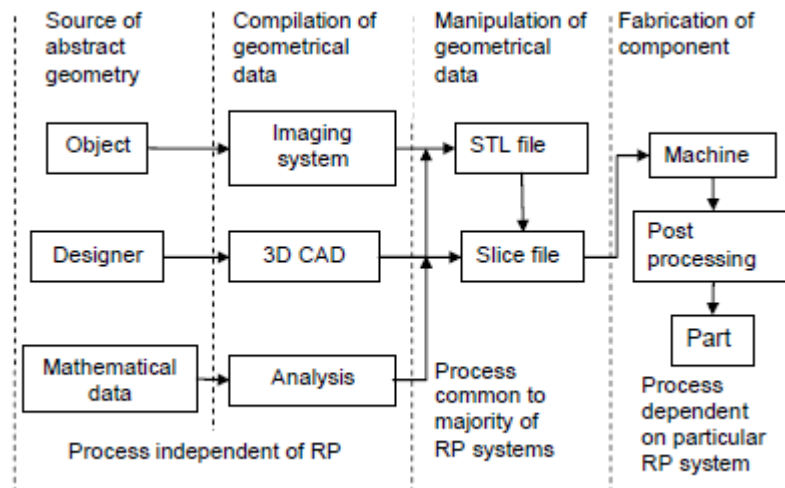 Source of
abstract
geometry
Compilation of
geometrical
data
Manipulation of
geometrical
data
Fabrication of
component
Object
Imaging
system
STL file
Machine
Designer
3D CAD
Slice file
Post
processing
Mathematical
data
Analysis
Part
Process independent of RP
Process
common to
majority of
RP systems
Process
dependent
on particular
RP system